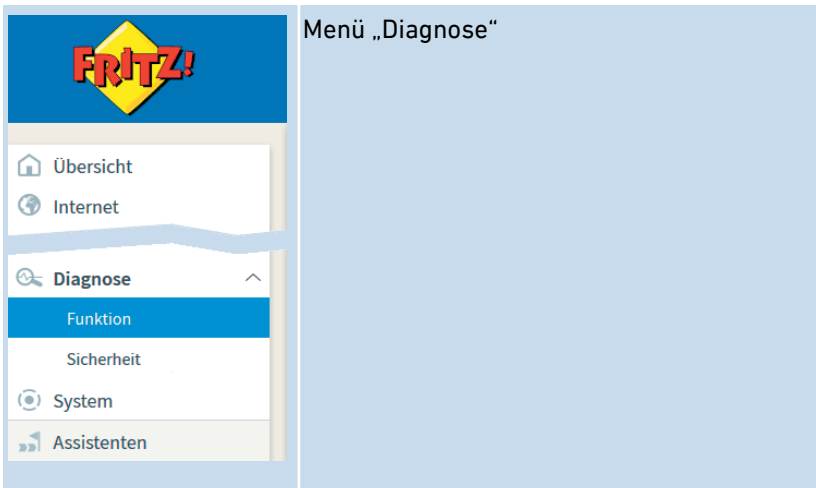 FRITZ!
Menü „Diagnose“
Übersicht
Internet
Diagnose
Funktion
Sicherheit
System
Assistenten